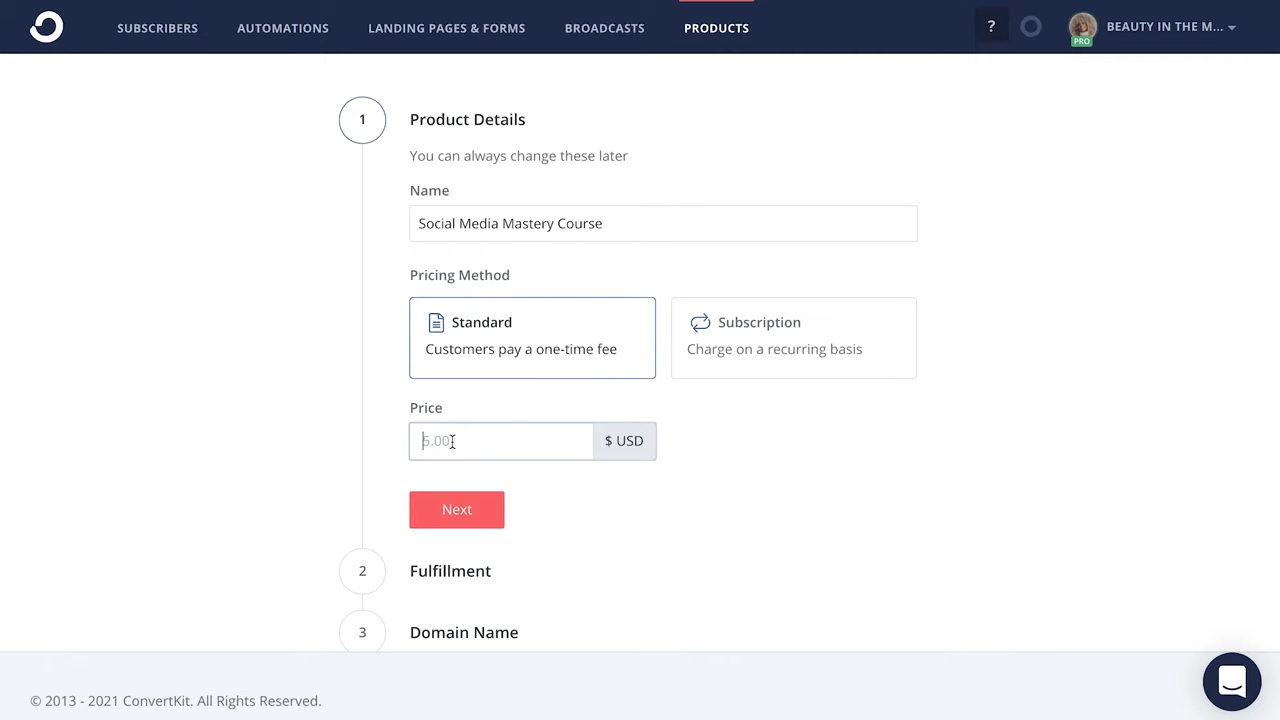 SUBSCRIBERS AUTOMATIONS LANDING PAGES & FORMS BROADCASTS PRODUCTS ? PRO BEAUTY IN THE M...
1 Product Details
You can always change these later
Name
Social Media Mastery Course
Pricing Method
Standard
Customers pay a one-time fee
Subscription
Charge on a recurring basis
Price
5.00 $ USD
Next
2 Fulfillment
3 Domain Name
© 2013 - 2021 ConvertKit. All Rights Reserved.